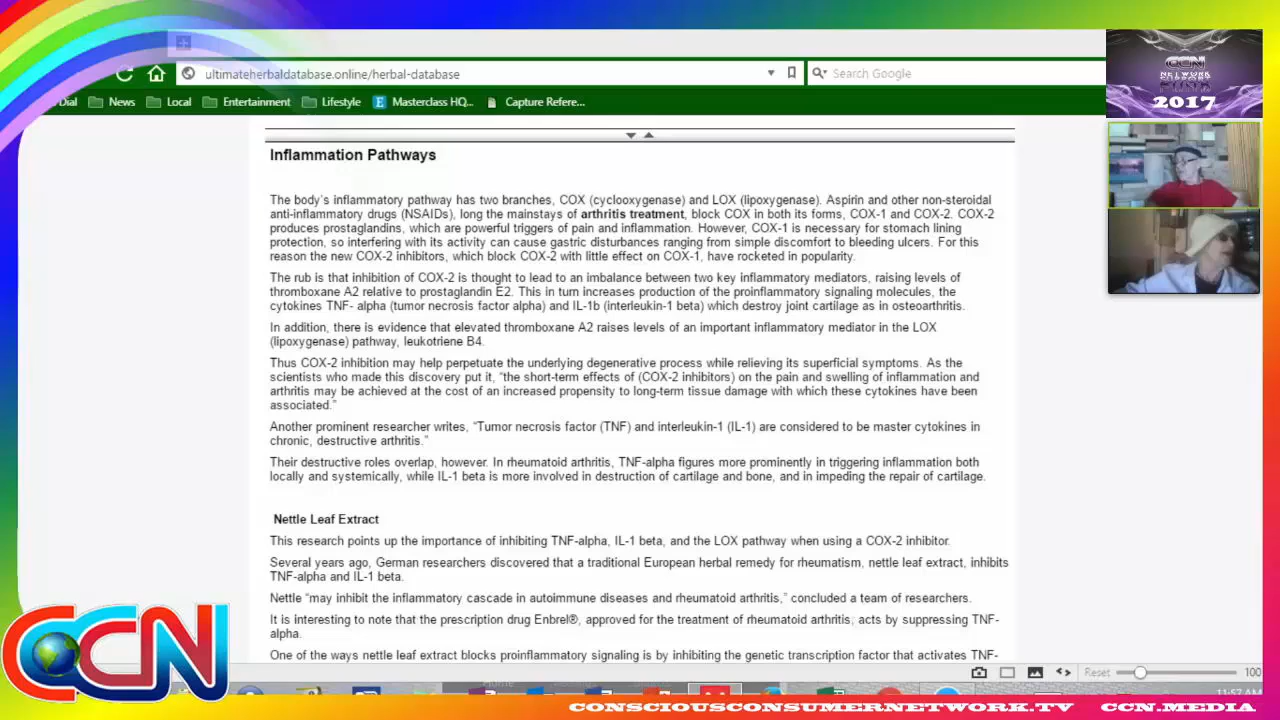 CCN
NETWORK
SUPPORT
FUND
2017
ultimateherbaldatabase.online/herbal-database
Search Google
Dial
News
Local
Entertainment
Lifestyle
Masterclass HQ...
Capture Refere...
Inflammation Pathways
The body's inflammatory pathway has two branches, COX (cyclooxygenase) and LOX (lipoxygenase). Aspirin and other non-steroidal
anti-inflammatory drugs (NSAIDs), long the mainstays of arthritis treatment, block COX in both its forms, COX-1 and COX-2. COX-2
produces prostaglandins, which are powerful triggers of pain and inflammation. However, COX-1 is necessary for stomach lining
protection, so interfering with its activity can cause gastric disturbances ranging from simple discomfort to bleeding ulcers. For this
reason the new COX-2 inhibitors, which block COX-2 with little effect on COX-1, have rocketed in popularity.
The rub is that inhibition of COX-2 is thought to lead to an imbalance between two key inflammatory mediators, raising levels of
thromboxane A2 relative to prostaglandin E2. This in turn increases production of the proinflammatory signaling molecules, the
cytokines TNF- alpha (tumor necrosis factor alpha) and IL-1b (interleukin-1 beta) which destroy joint cartilage as in osteoarthritis.
In addition, there is evidence that elevated thromboxane A2 raises levels of an important inflammatory mediator in the LOX
(lipoxygenase) pathway, leukotriene B4.
Thus COX-2 inhibition may help perpetuate the underlying degenerative process while relieving its superficial symptoms. As the
scientists who made this discovery put it, “the short-term effects of (COX-2 inhibitors) on the pain and swelling of inflammation and
arthritis may be achieved at the cost of an increased propensity to long-term tissue damage with which these cytokines have been
associated.”
Another prominent researcher writes, “Tumor necrosis factor (TNF) and interleukin-1 (IL-1) are considered to be master cytokines in
chronic, destructive arthritis.”
Their destructive roles overlap, however. In rheumatoid arthritis, TNF-alpha figures more prominently in triggering inflammation both
locally and systemically, while IL-1 beta is more involved in destruction of cartilage and bone, and in impeding the repair of cartilage.
Nettle Leaf Extract
This research points up the importance of inhibiting TNF-alpha, IL-1 beta, and the LOX pathway when using a COX-2 inhibitor.
Several years ago, German researchers discovered that a traditional European herbal remedy for rheumatism, nettle leaf extract, inhibits
TNF-alpha and IL-1 beta.
Nettle “may inhibit the inflammatory cascade in autoimmune diseases and rheumatoid arthritis,” concluded a team of researchers.
It is interesting to note that the prescription drug Enbrel®, approved for the treatment of rheumatoid arthritis, acts by suppressing TNF-
alpha.
One of the ways nettle leaf extract blocks proinflammatory signaling is by inhibiting the genetic transcription factor that activates TNF-
Reset
100
11:57 AM
CCN
CONSCIOUSCONSUMERNETWORK.TV CCN.MEDIA